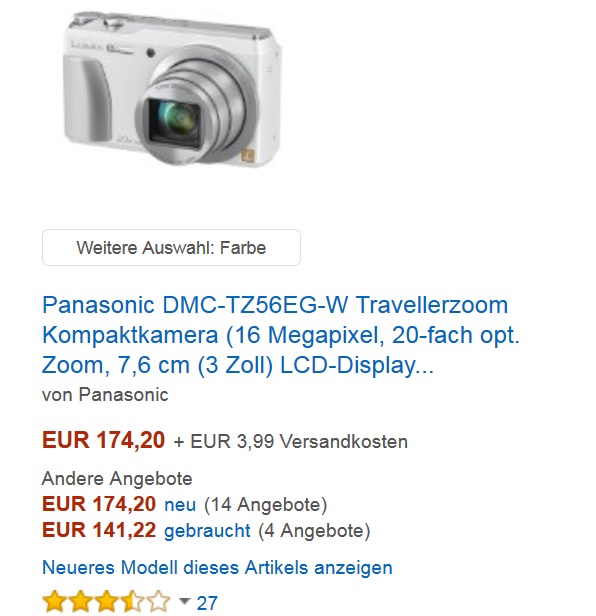 LUMIX
Weitere Auswahl: Farbe
Panasonic DMC-TZ56EG-W Travellerzoom
Kompaktkamera (16 Megapixel, 20-fach opt.
Zoom, 7,6 cm (3 Zoll) LCD-Display...
von Panasonic
EUR 174,20 + EUR 3,99 Versandkosten
Andere Angebote
EUR 174,20 neu (14 Angebote)
EUR 141,22 gebraucht (4 Angebote)
Neueres Modell dieses Artikels anzeigen
27